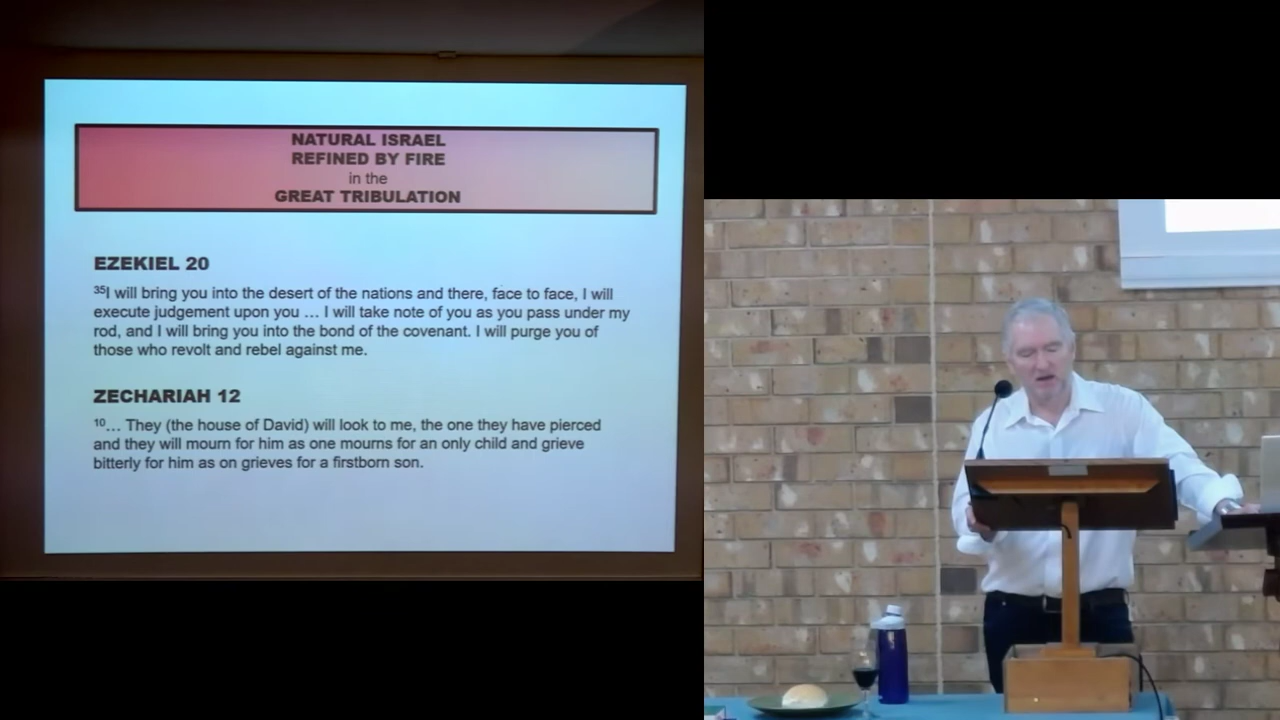 NATURAL ISRAEL
REFINED BY FIRE
in the
GREAT TRIBULATION
EZEKIEL 20
35I will bring you into the desert of the nations and there, face to face, I will
execute judgement upon you ... I will take note of you as you pass under my
rod, and I will bring you into the bond of the covenant. I will purge you of
those who revolt and rebel against me.
ZECHARIAH 12
10... They (the house of David) will look to me, the one they have pierced
and they will mourn for him as one mourns for an only child and grieve
bitterly for him as on grieves for a firstborn son.